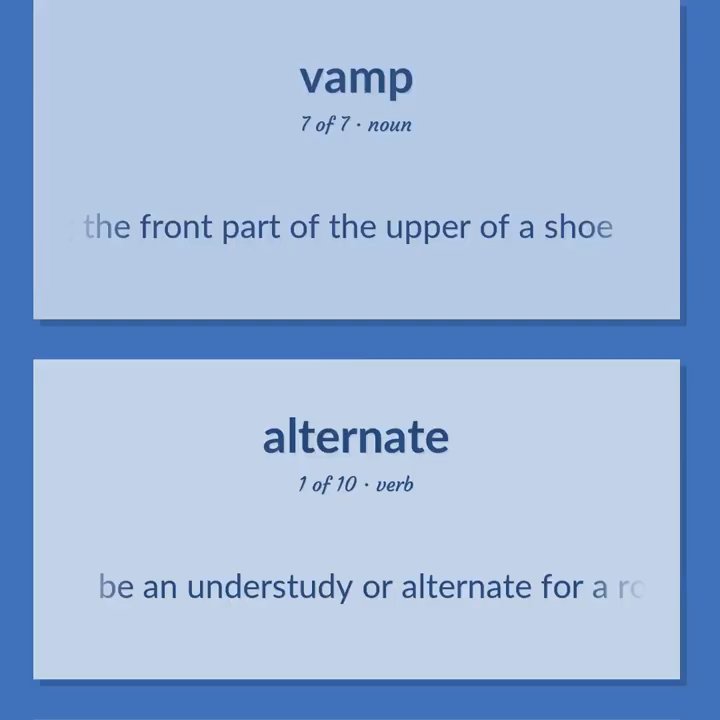 vamp
7 of 7 · noun
the front part of the upper of a shoe
alternate
1 of 10 · verb
be an understudy or alternate for a